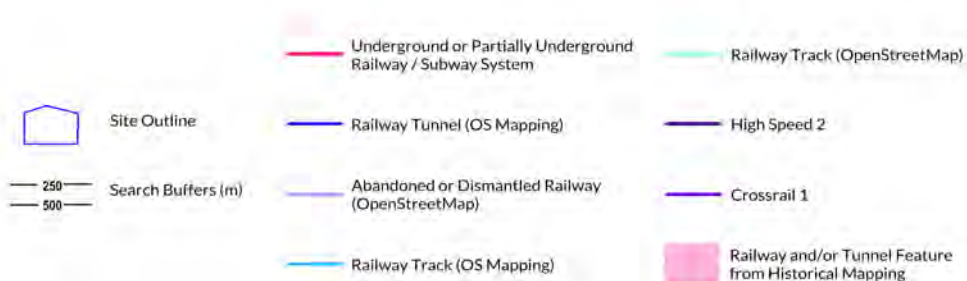 Site Outline
250
500
Search Buffers (m)
Underground or Partially Underground
Railway / Subway System
Railway Tunnel (OS Mapping)
Abandoned or Dismantled Railway
(OpenStreetMap)
Railway Track (OS Mapping)
Railway Track (OpenStreetMap)
High Speed 2
Crossrail 1
Railway and/or Tunnel Feature
from Historical Mapping